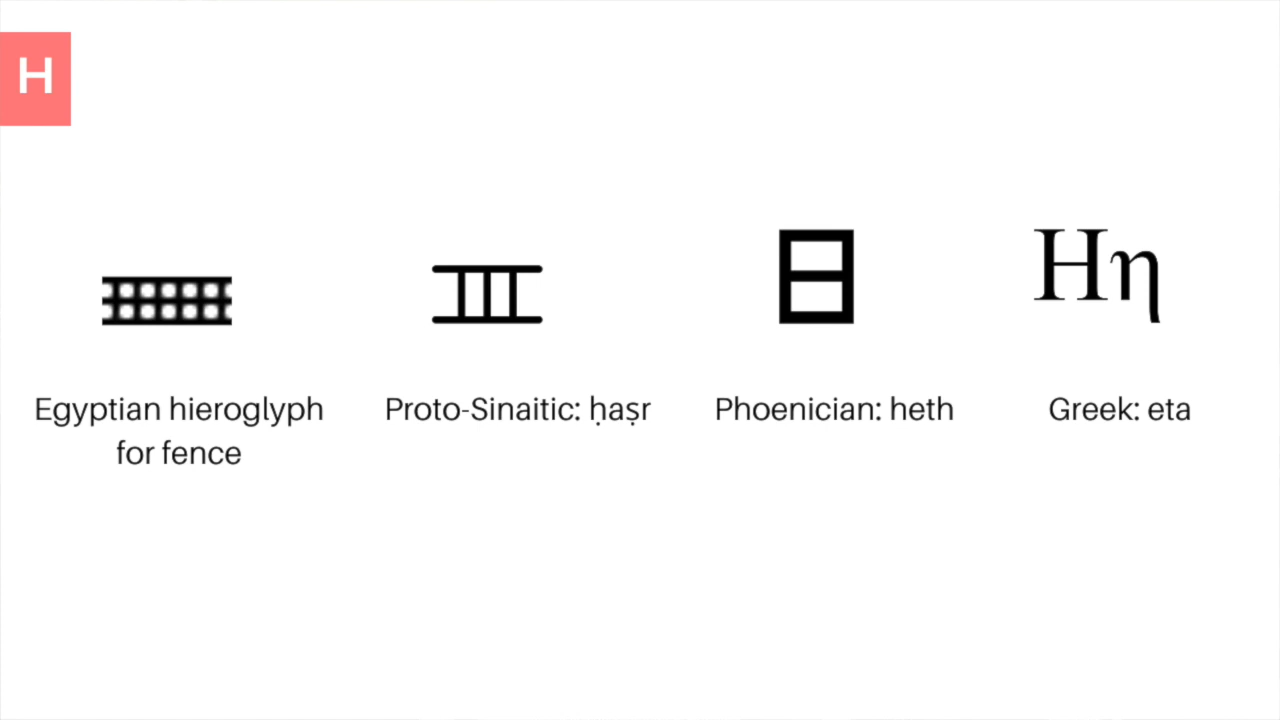 H
Hη
Egyptian hieroglyph
for fence
Proto-Sinaitic: ḥaṣr
Phoenician: heth
Greek: eta